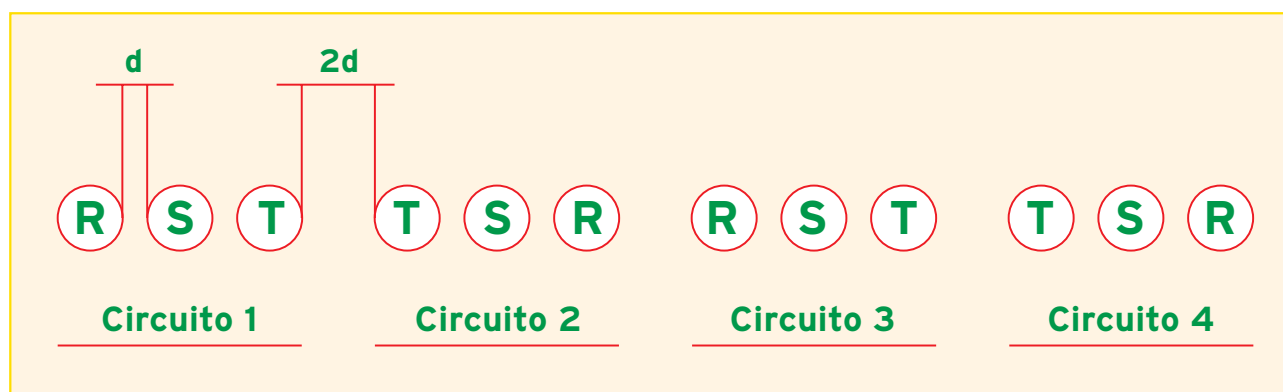 d 2d
R S T T S R R S T T S R
Circuito 1 Circuito 2 Circuito 3 Circuito 4